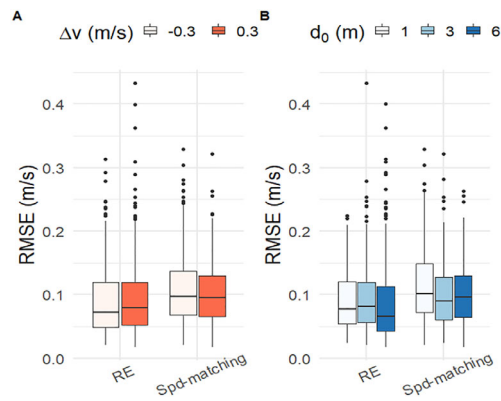 A
Δv (m/s) -0.3 0.3
RMSE (m/s)
0.4
0.3
0.2
0.1
0.0
RE
Spd-matching
B
d₀ (m) 1 3 6
RMSE (m/s)
0.4
0.3
0.2
0.1
0.0
RE
Spd-matching